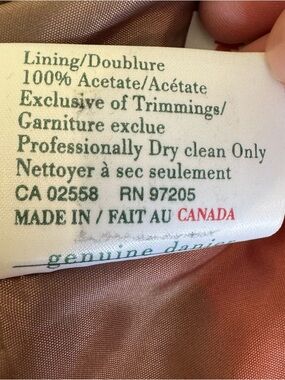 Lining/Doublure
100% Acetate/Acétate
Exclusive of Trimmings/
Garniture exclue
Professionally Dry clean Only
Nettoyer à sec seulement
CA 02558 RN 97205
MADE IN / FAIT AU CANADA
genuine danier